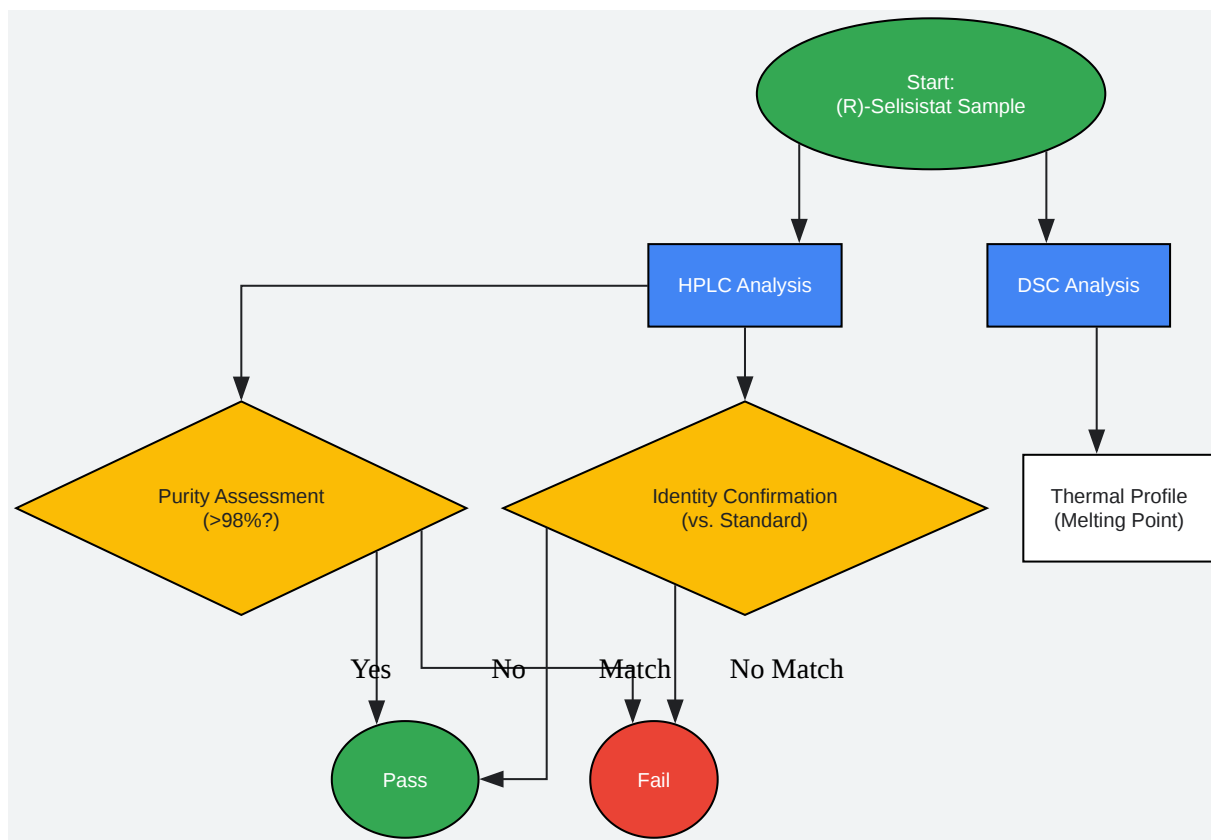 Start:
(R)-Selisistat Sample
HPLC Analysis
DSC Analysis
Purity Assessment
(>98%?)
Identity Confirmation
(vs. Standard)
Thermal Profile
(Melting Point)
Yes
No
Match
No Match
Pass
Fail